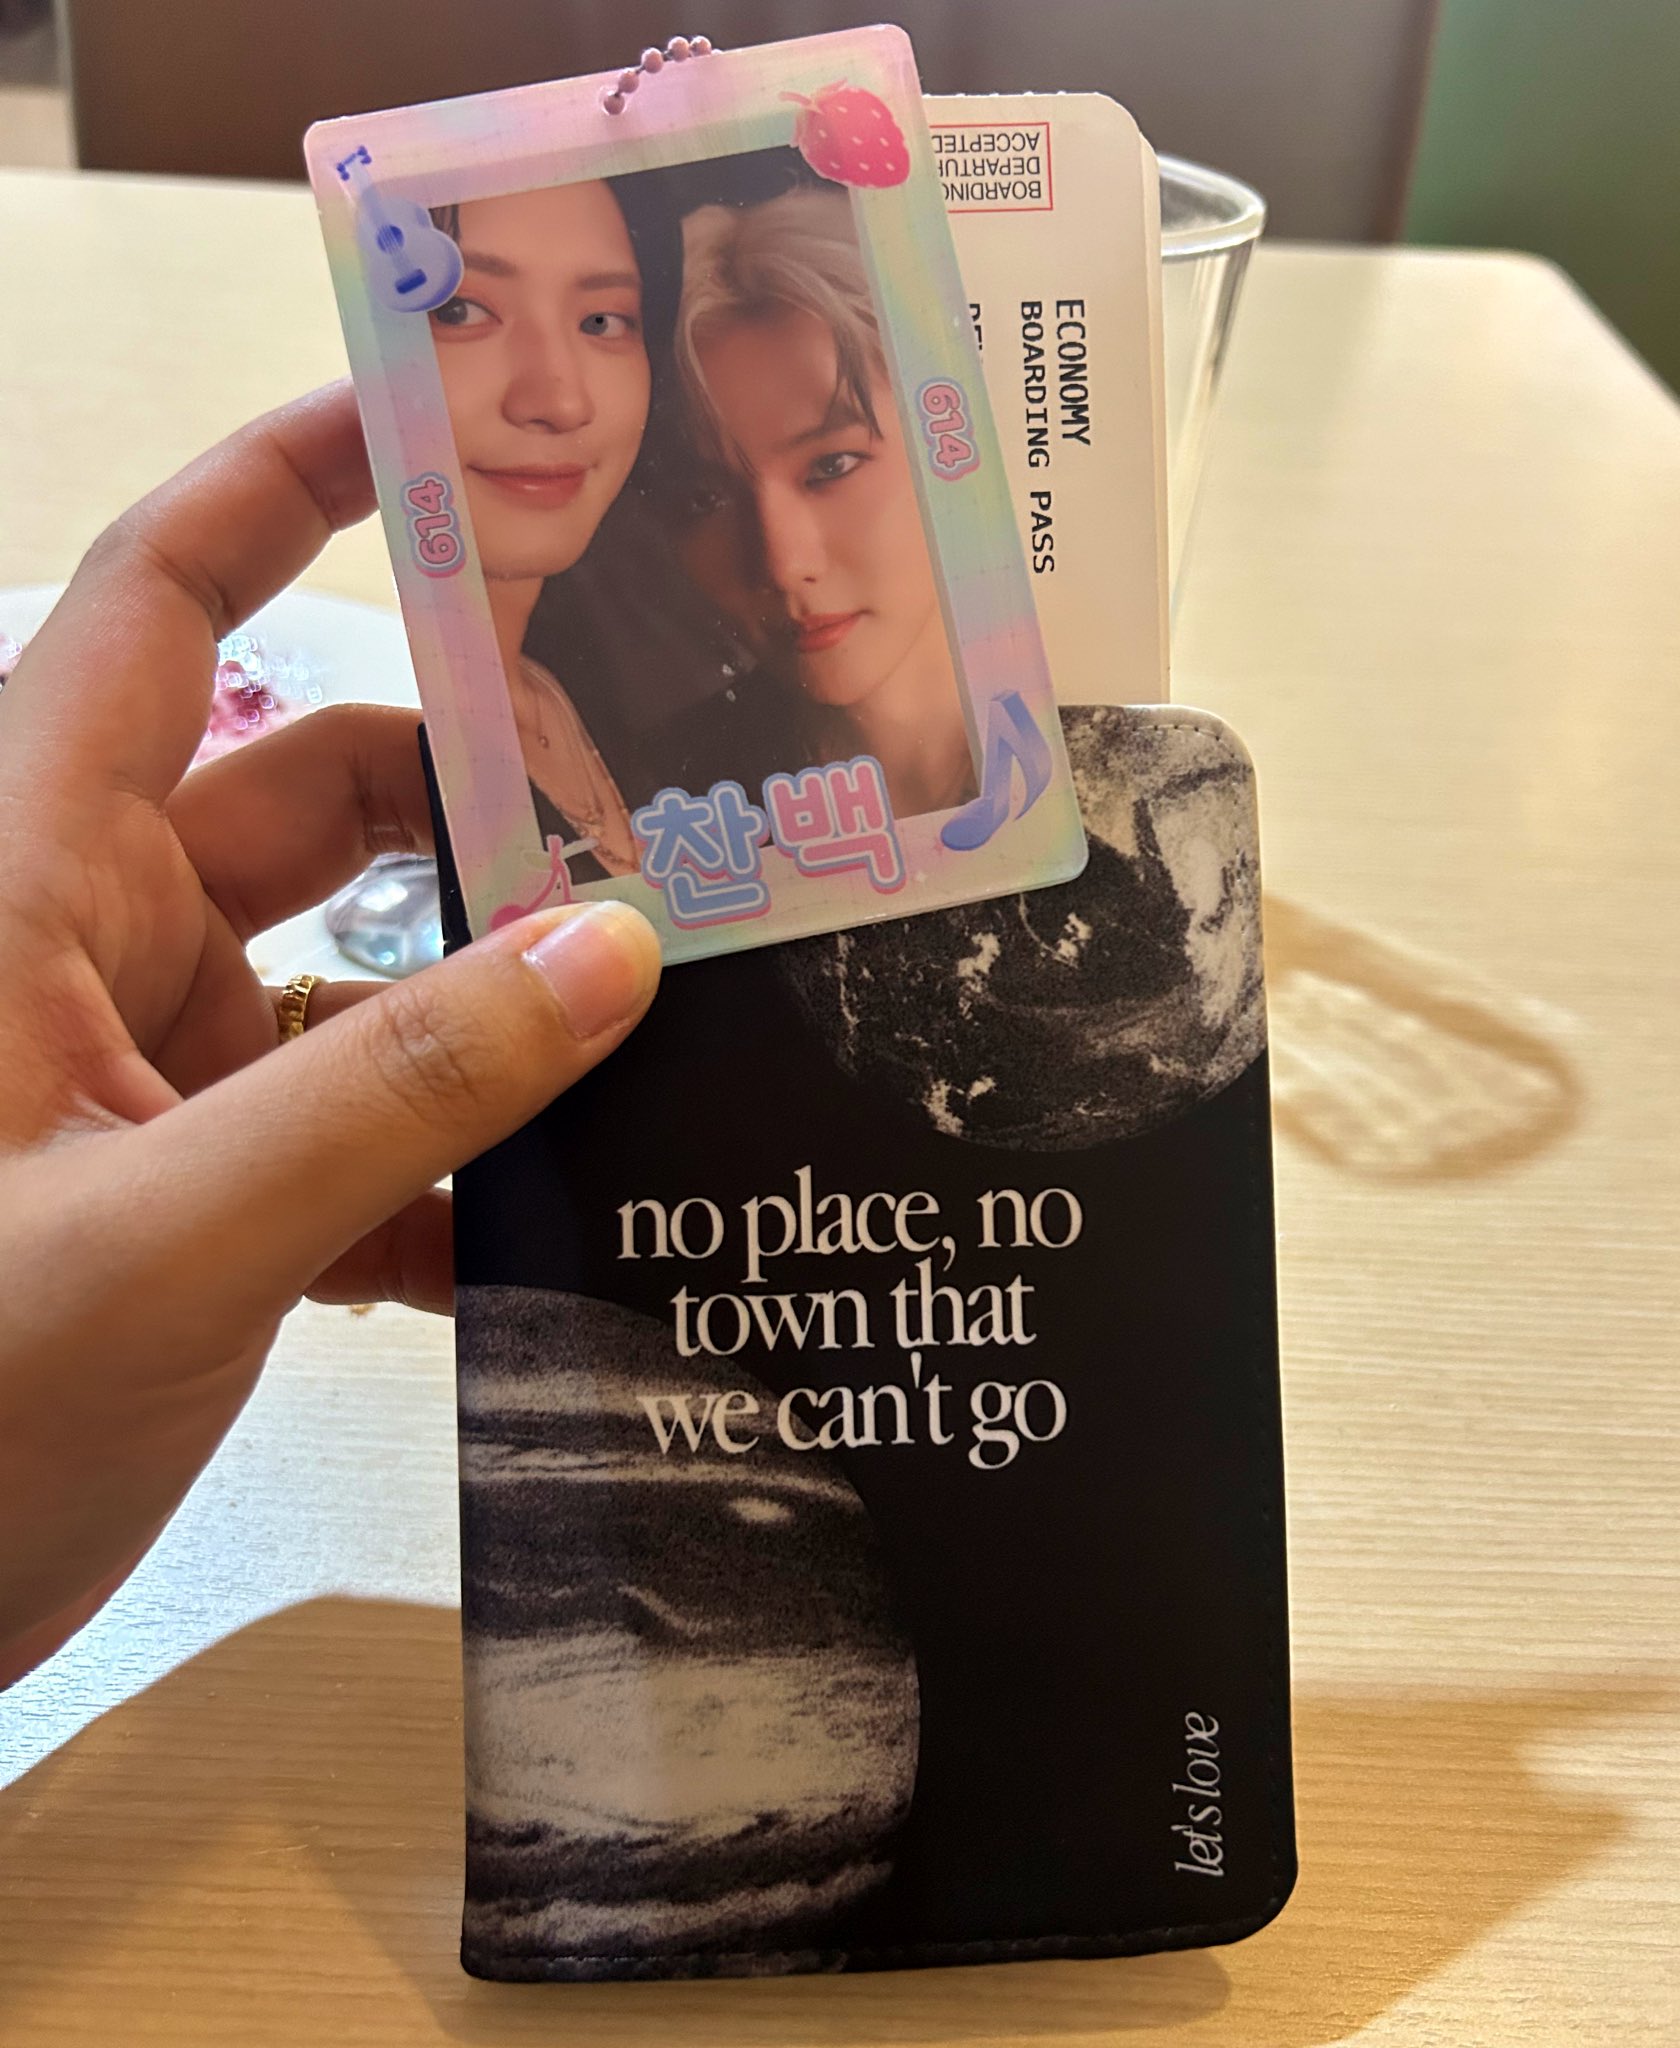 BOARDING
ACCEPTED
ECONOMY
BOARDING PASS
614
614
찬백
no place, no
town that
we can't go
let's love